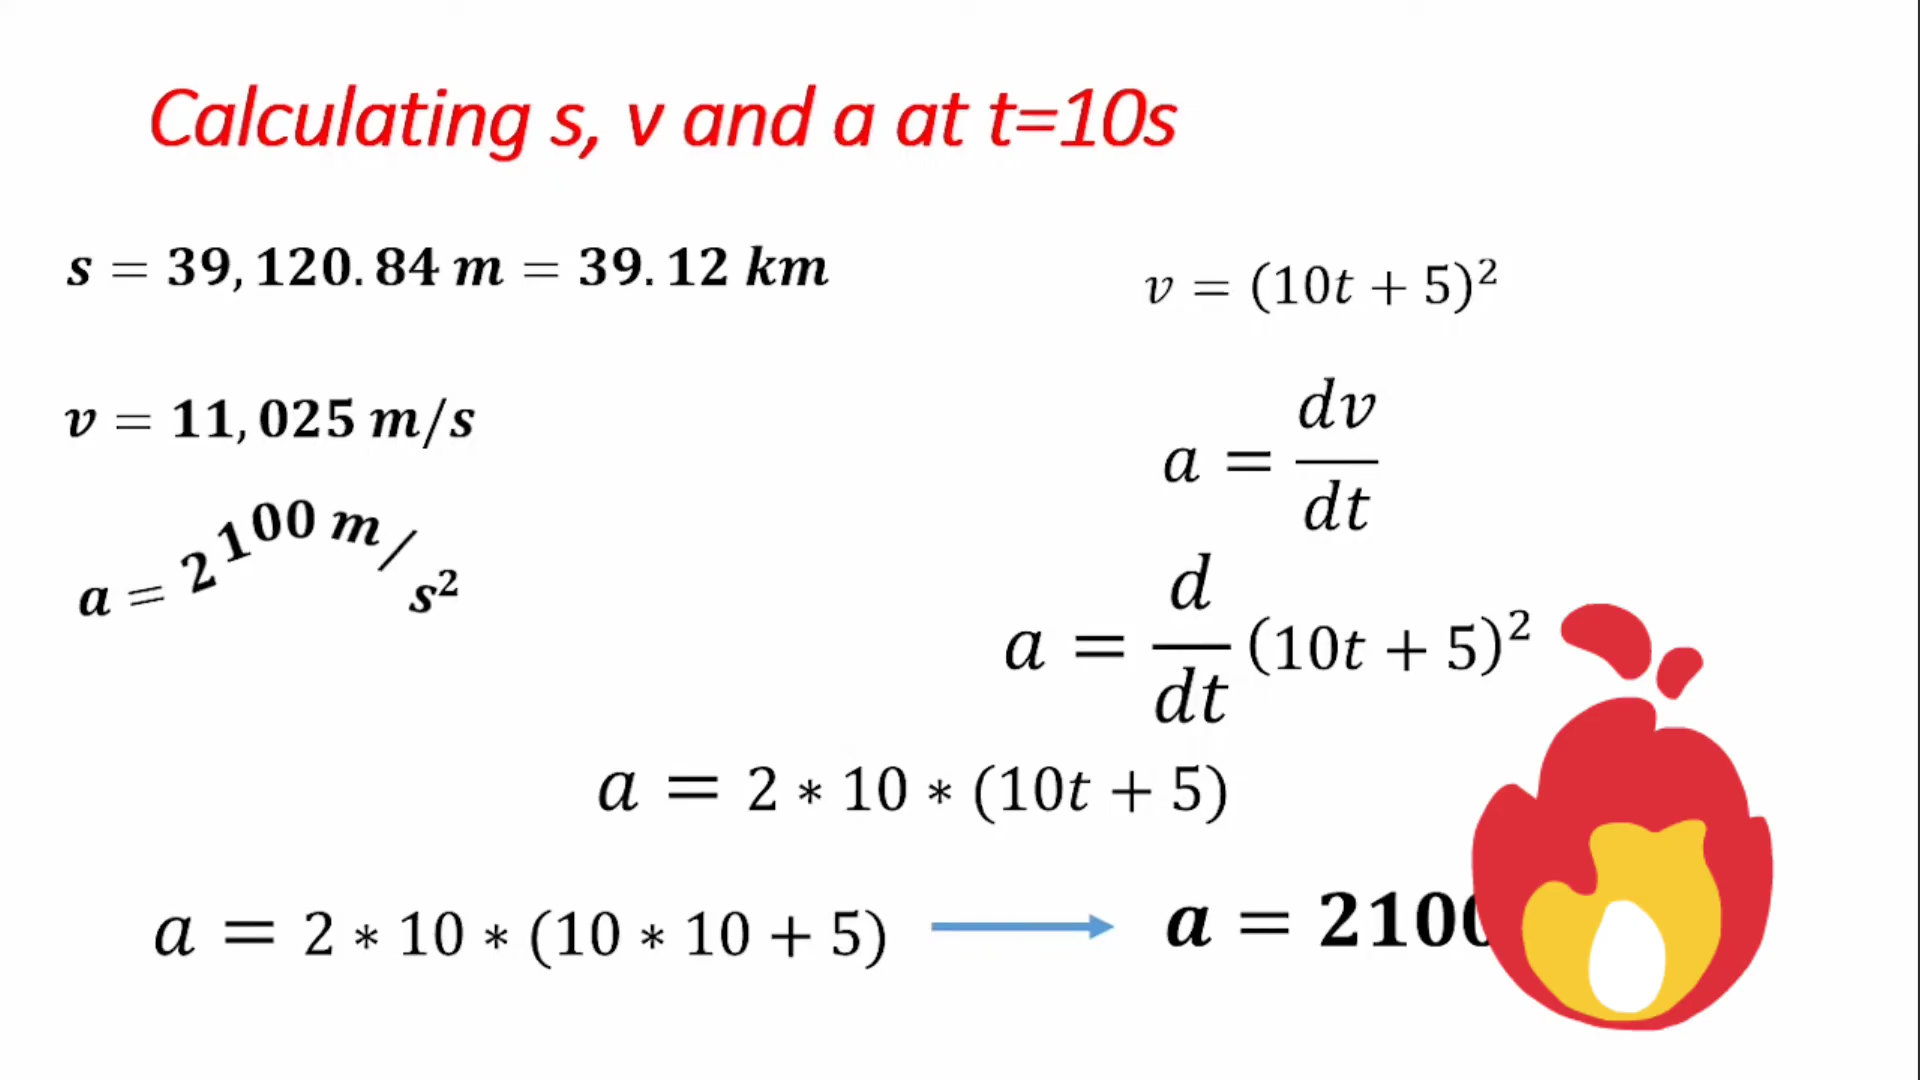 Calculating s, v and a at t=10s
s = 39,120.84 m = 39.12 km
v = (10t + 5)²
v = 11,025 m/s
a = dv/dt
a = 2100 m/s²
a = d/dt (10t + 5)²
a = 2 * 10 * (10t + 5)
a = 2 * 10 * (10 * 10 + 5)
a = 2100